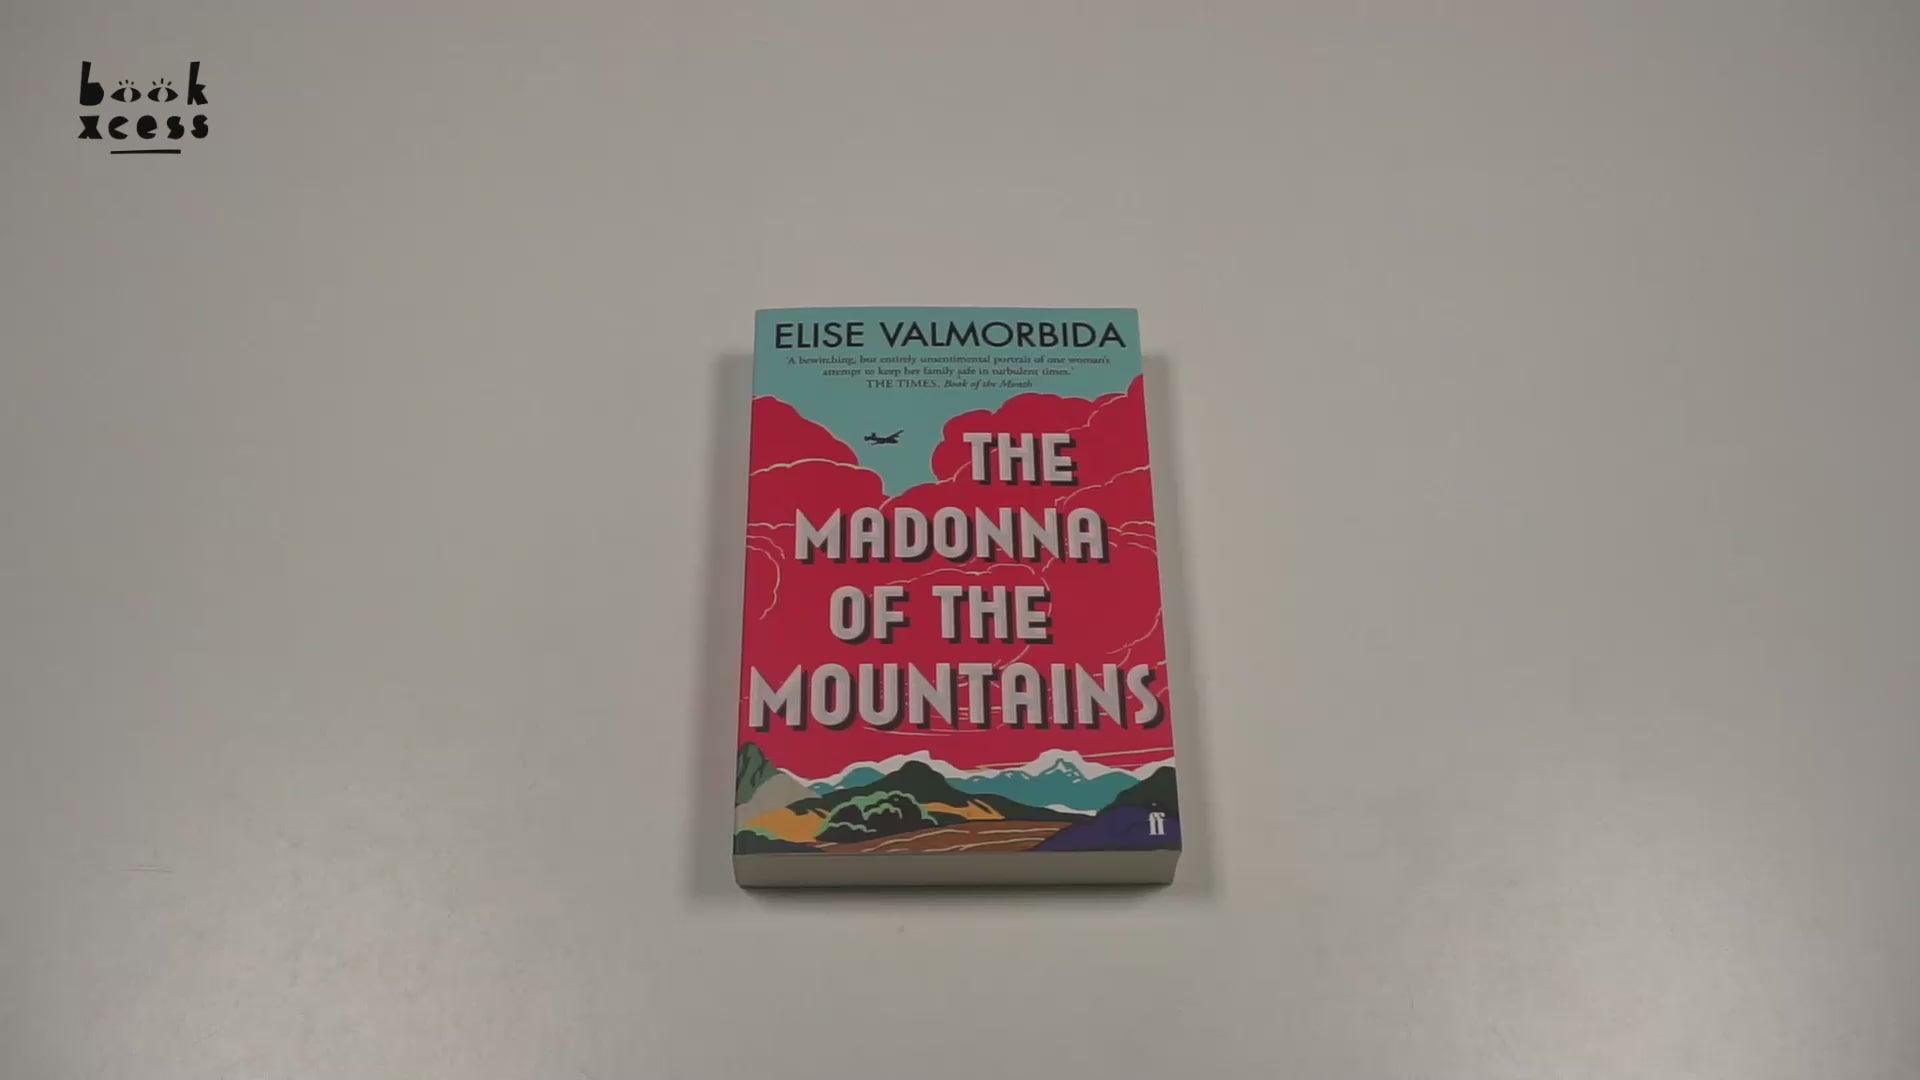 book
xcess
ELISE VALMORBIDA
'A bewitching, but entirely unsentimental portrait of one woman's
attempt to keep her family safe in turbulent times.'
THE TIMES, Book of the Month
THE
MADONNA
OF THE
MOUNTAINS
ff